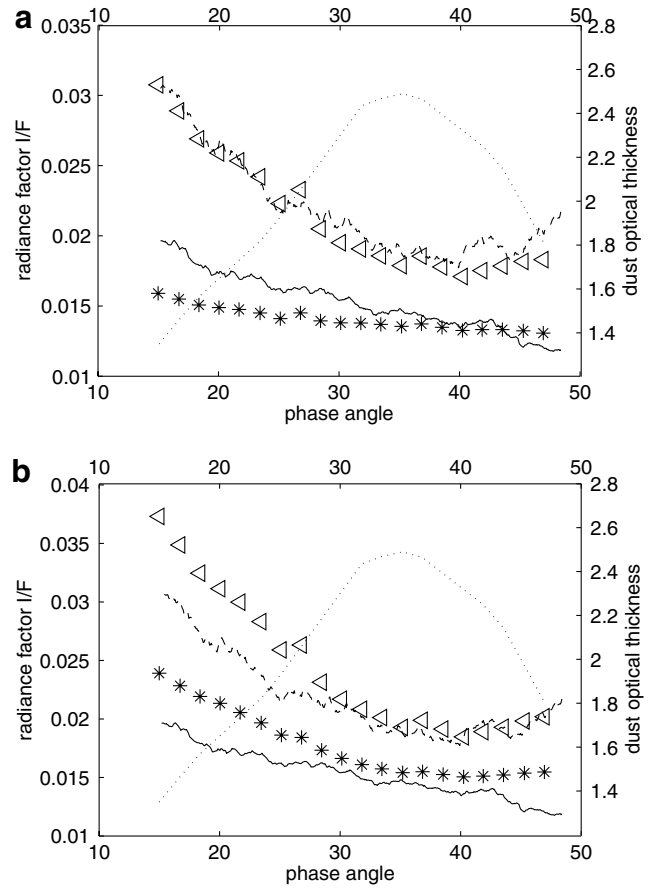 a
10 20 30 40 50
0.035
0.03
0.025
0.02
0.015
0.01
radiance factor I/F
2.8
2.6
2.4
2.2
2
1.8
1.6
1.4
dust optical thickness
10 20 30 40 50
phase angle
b
10 20 30 40 50
0.04
0.035
0.03
0.025
0.02
0.015
0.01
radiance factor I/F
2.8
2.6
2.4
2.2
2
1.8
1.6
1.4
dust optical thickness
10 20 30 40 50
phase angle